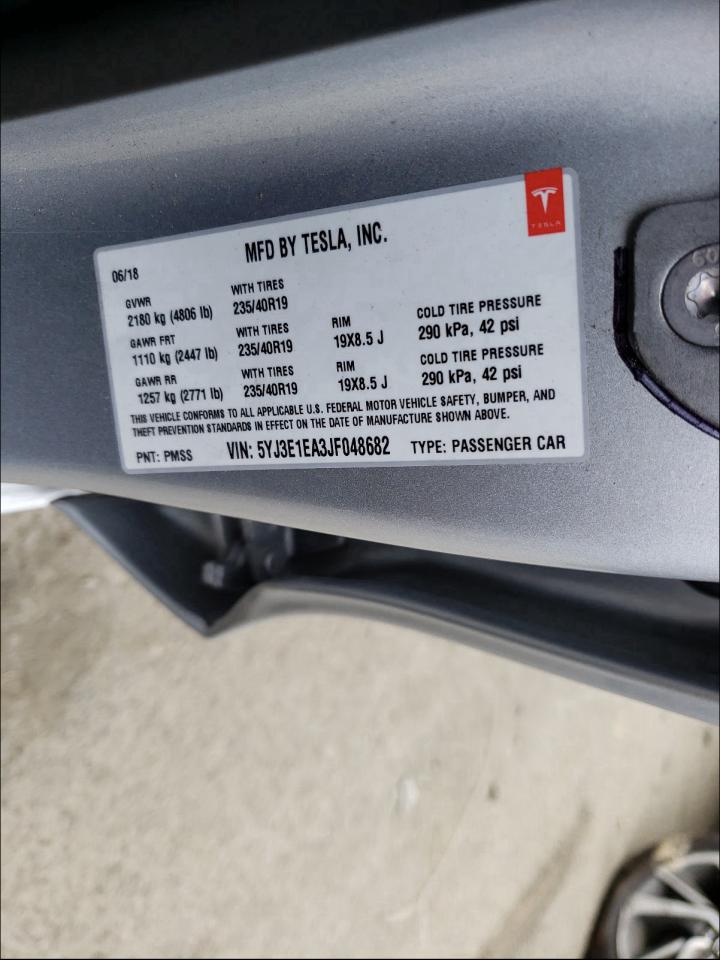 TESLA
MFD BY TESLA, INC.
06/18
GVWR
2180 kg (4806 lb)
WITH TIRES
235/40R19
GAWR FRT
1110 kg (2447 lb)
WITH TIRES
235/40R19
RIM
19X8.5 J
COLD TIRE PRESSURE
290 kPa, 42 psi
GAWR RR
1257 kg (2771 lb)
WITH TIRES
235/40R19
RIM
19X8.5 J
COLD TIRE PRESSURE
290 kPa, 42 psi
THIS VEHICLE CONFORMS TO ALL APPLICABLE U.S. FEDERAL MOTOR VEHICLE SAFETY, BUMPER, AND
THEFT PREVENTION STANDARDS IN EFFECT ON THE DATE OF MANUFACTURE SHOWN ABOVE.
PNT: PMSS
VIN: 5YJ3E1EA3JF048682
TYPE: PASSENGER CAR